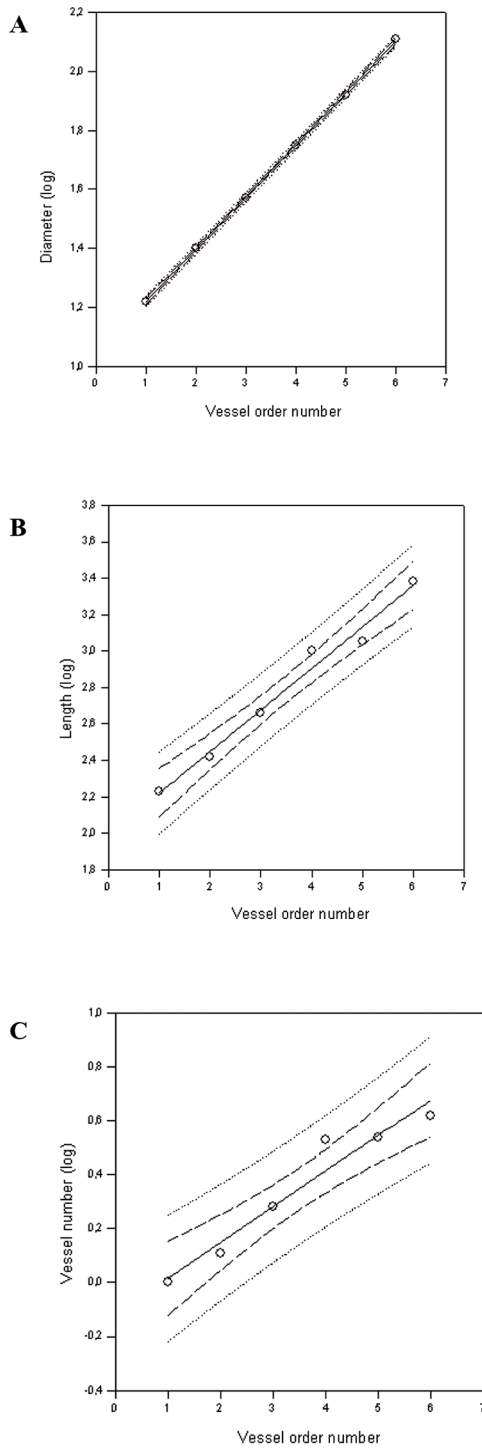 A
2,2
2,0
1,8
1,6
1,4
1,2
1,0
Diameter (log)
0 1 2 3 4 5 6 7
Vessel order number
B
3,8
3,6
3,4
3,2
3,0
2,8
2,6
2,4
2,2
2,0
1,8
Length (log)
0 1 2 3 4 5 6 7
Vessel order number
C
1,0
0,8
0,6
0,4
0,2
0,0
-0,2
-0,4
Vessel number (log)
0 1 2 3 4 5 6 7
Vessel order number